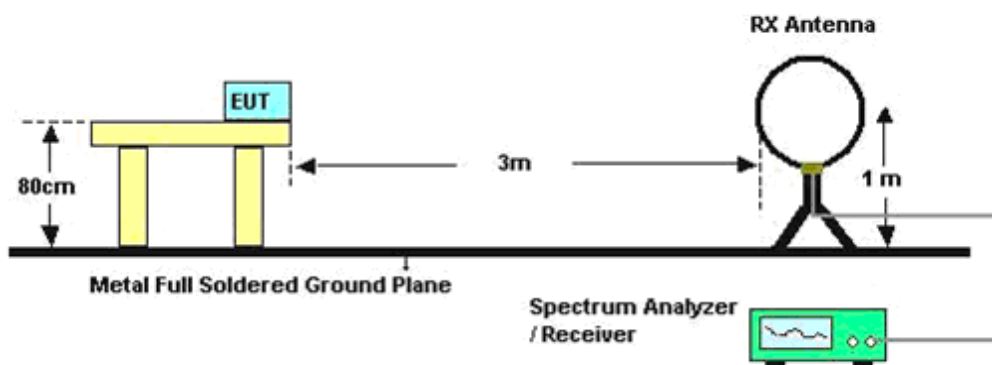 RX Antenna
EUT
80cm
3m
1 m
Metal Full Soldered Ground Plane
Spectrum Analyzer
/ Receiver